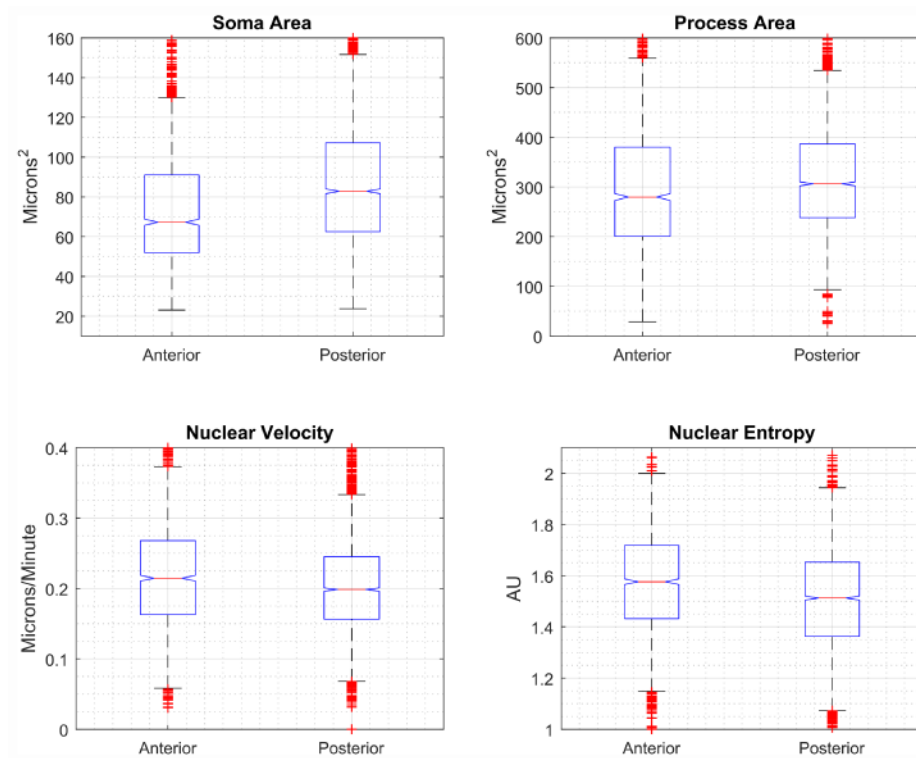 Soma Area
160
140
120
100
80
60
40
20
Microns²
Anterior Posterior
Process Area
600
500
400
300
200
100
0
Microns²
Anterior Posterior
Nuclear Velocity
0.4
0.3
0.2
0.1
0
Microns/Minute
Anterior Posterior
Nuclear Entropy
2
1.8
1.6
1.4
1.2
1
AU
Anterior Posterior